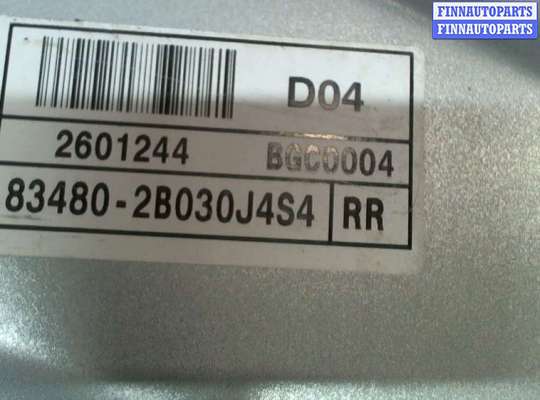 FINNAUTOPARTS
FINNAUTOPARTS
D04
2601244 BGC0004
83480-2B030J4S4 RR